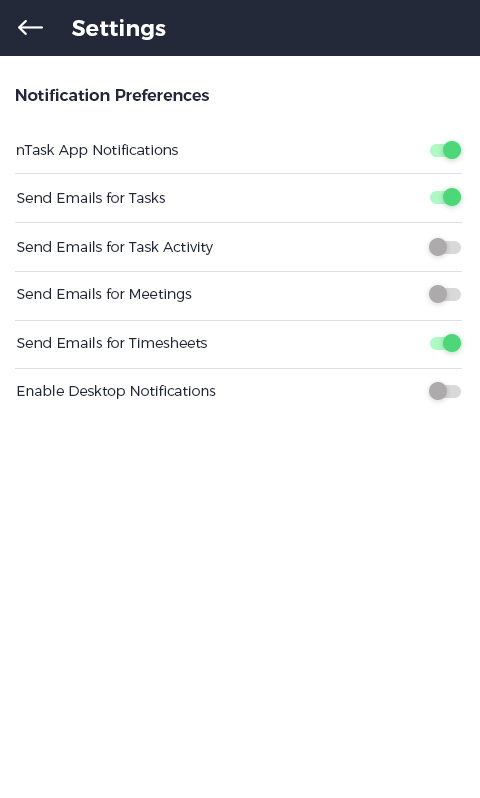 Settings
Notification Preferences
nTask App Notifications
Send Emails for Tasks
Send Emails for Task Activity
Send Emails for Meetings
Send Emails for Timesheets
Enable Desktop Notifications